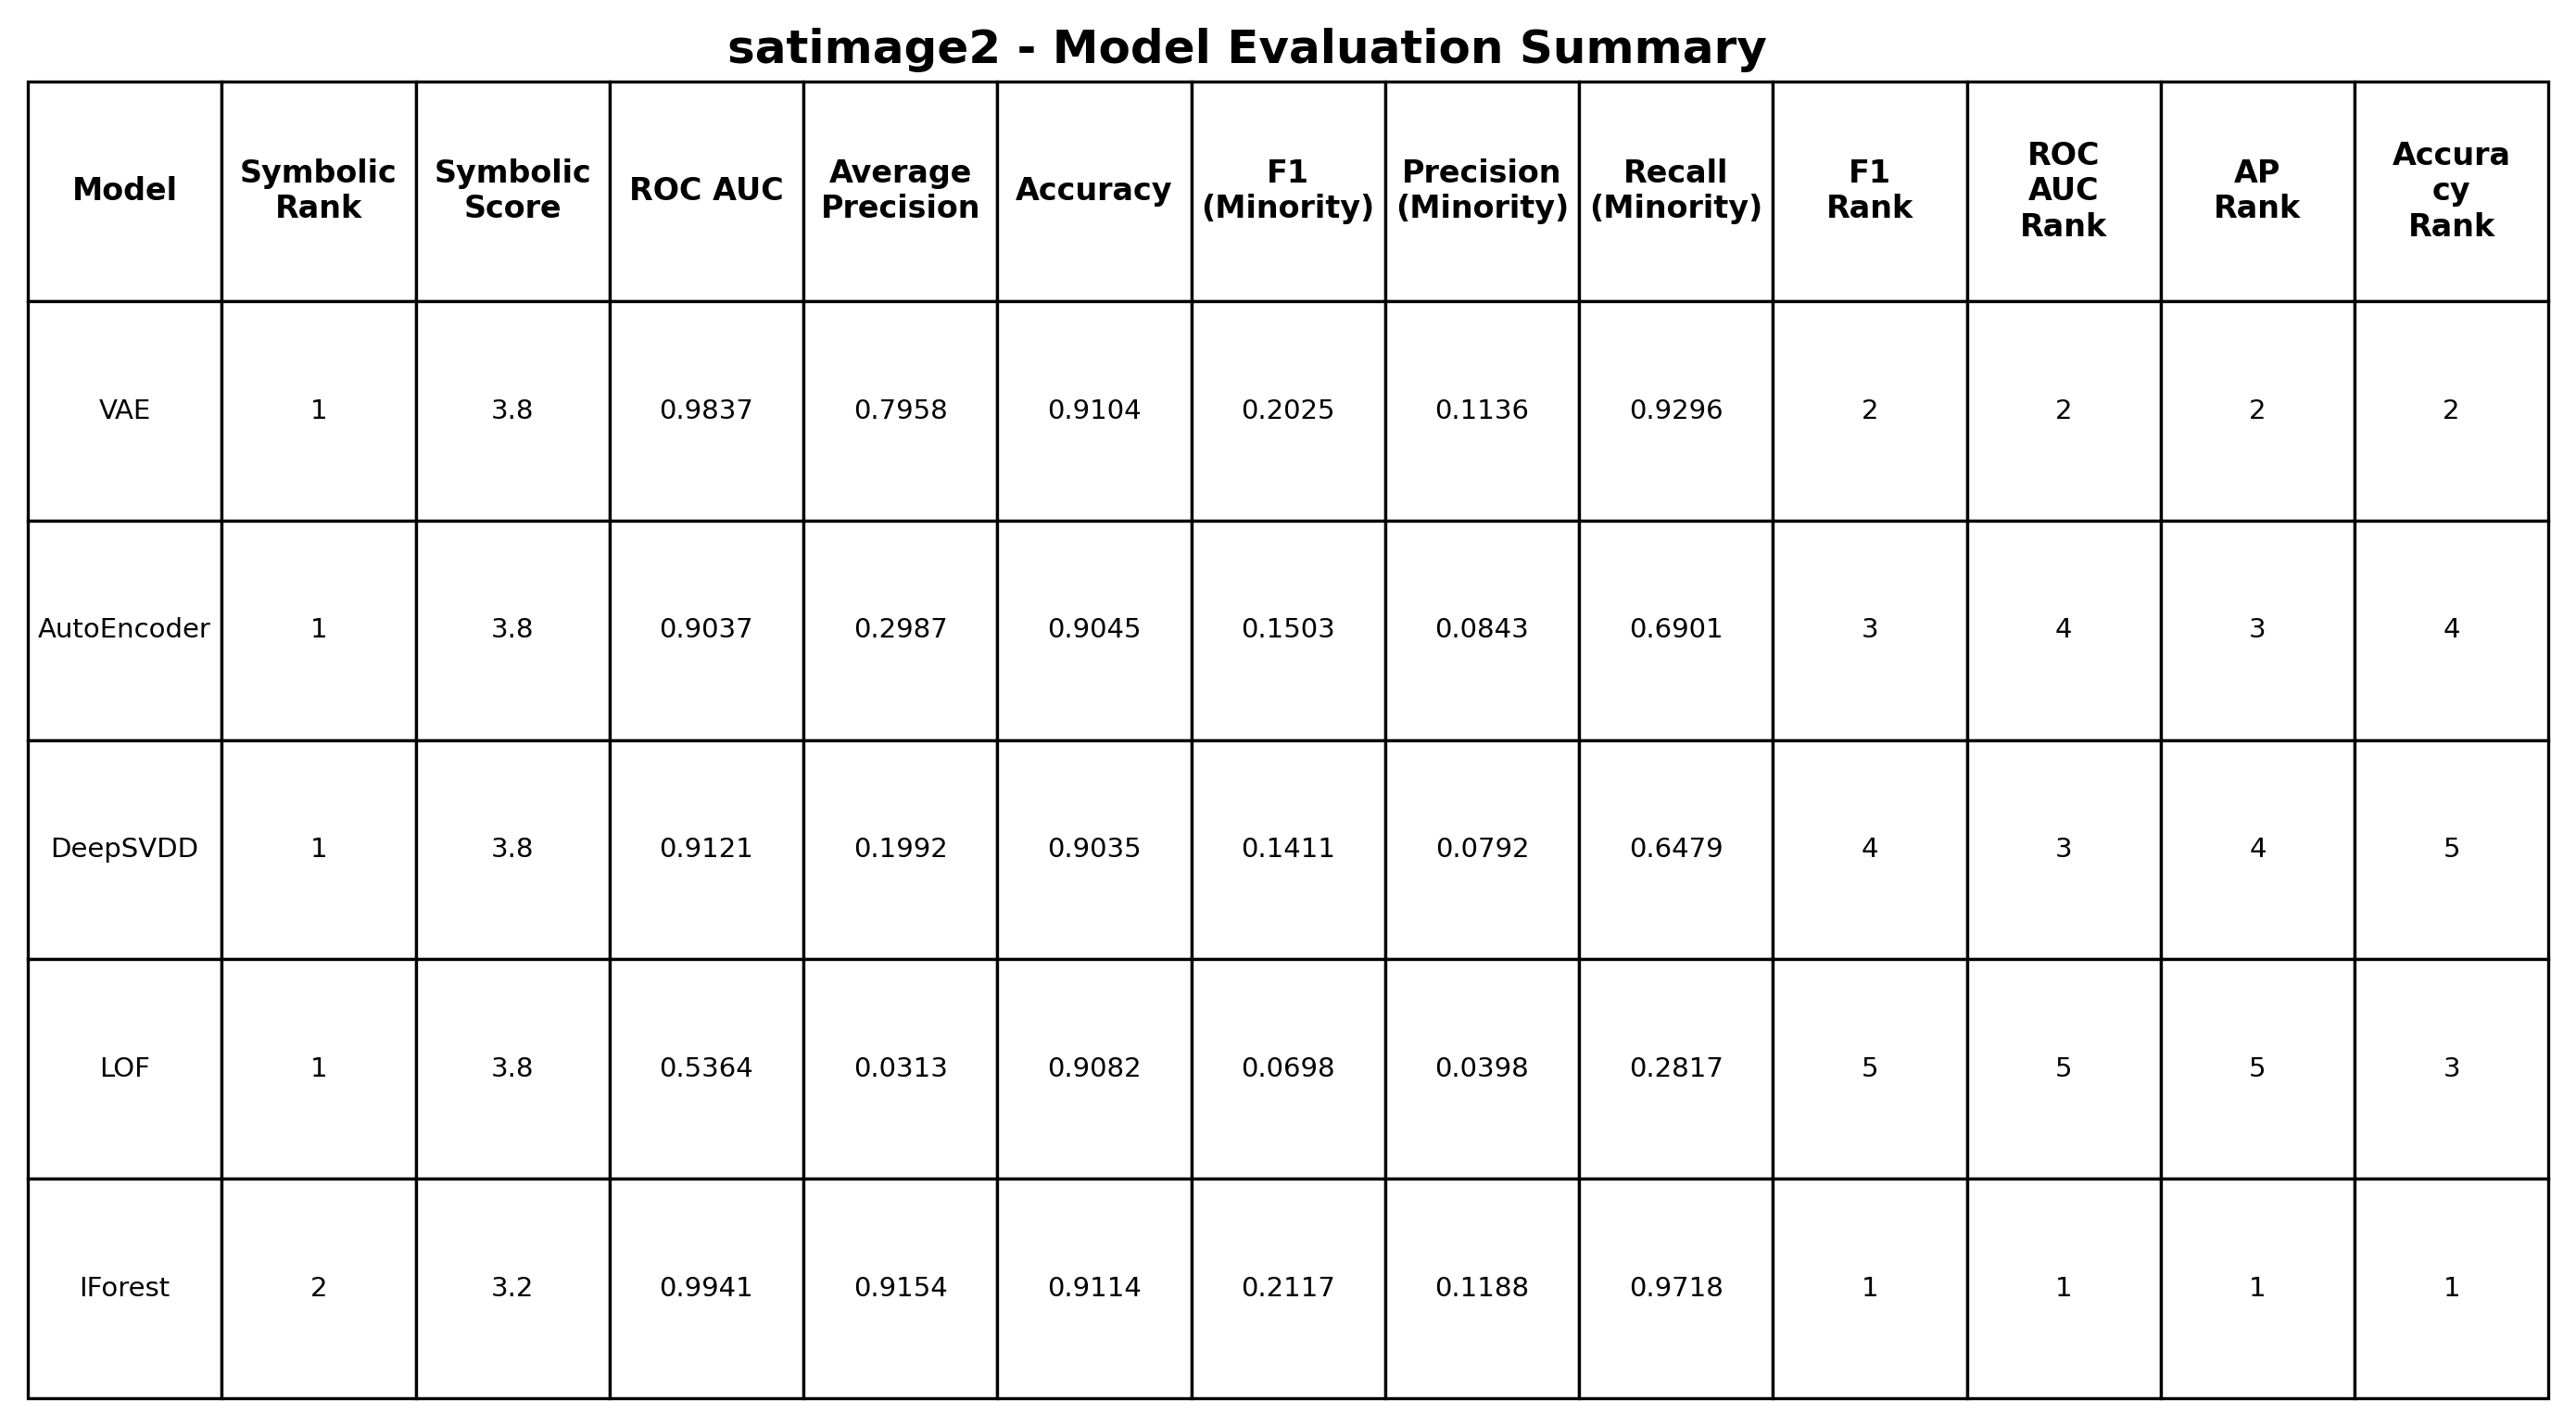 satimage2 - Model Evaluation Summary
Model Symbolic Rank Symbolic Score ROC AUC Average Precision Accuracy F1 (Minority) Precision (Minority) Recall (Minority) F1 Rank ROC AUC Rank AP Rank Accura cy Rank
VAE 1 3.8 0.9837 0.7958 0.9104 0.2025 0.1136 0.9296 2 2 2 2
AutoEncoder 1 3.8 0.9037 0.2987 0.9045 0.1503 0.0843 0.6901 3 4 3 4
DeepSVDD 1 3.8 0.9121 0.1992 0.9035 0.1411 0.0792 0.6479 4 3 4 5
LOF 1 3.8 0.5364 0.0313 0.9082 0.0698 0.0398 0.2817 5 5 5 3
IForest 2 3.2 0.9941 0.9154 0.9114 0.2117 0.1188 0.9718 1 1 1 1